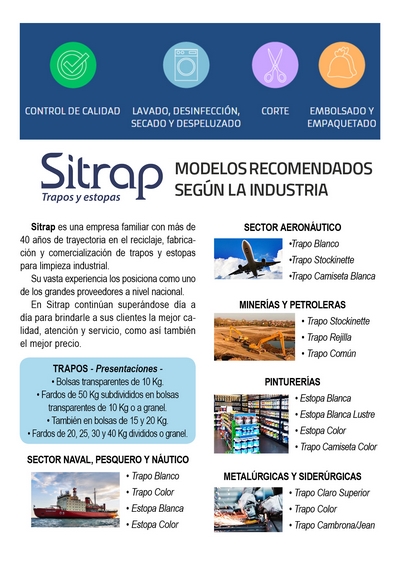 CONTROL DE CALIDAD
LAVADO, DESINFECCIÓN,
SECADO Y DESPELUZADO
CORTE
EMBOLSADO Y
EMPAQUETADO
Sitrap
Trapos y estopas
MODELOS RECOMENDADOS
SEGÚN LA INDUSTRIA
Sitrap es una empresa familiar con más de
40 años de trayectoria en el reciclaje, fabrica-
ción y comercialización de trapos y estopas
para limpieza industrial.
Su vasta experiencia los posiciona como uno
de los grandes proveedores a nivel nacional.
En Sitrap continúan superándose día a
día para brindarle a sus clientes la mejor ca-
lidad, atención y servicio, como así también
el mejor precio.
TRAPOS - Presentaciones -
• Bolsas transparentes de 10 Kg.
• Fardos de 50 Kg subdivididos en bolsas
transparentes de 10 Kg o a granel.
• También en bolsas de 15 y 20 Kg.
• Fardos de 20, 25, 30 y 40 Kg divididos o granel.
SECTOR NAVAL, PESQUERO Y NÁUTICO
• Trapo Blanco
• Trapo Color
• Estopa Blanca
• Estopa Color
SECTOR AERONÁUTICO
•Trapo Blanco
•Trapo Stockinette
•Trapo Camiseta Blanca
MINERÍAS Y PETROLERAS
• Trapo Stockinette
• Trapo Rejilla
• Trapo Común
PINTURERÍAS
• Estopa Blanca
• Estopa Blanca Lustre
• Estopa Color
• Trapo Camiseta Color
METALÚRGICAS Y SIDERÚRGICAS
• Trapo Claro Superior
• Trapo Color
• Trapo Cambrona/Jean